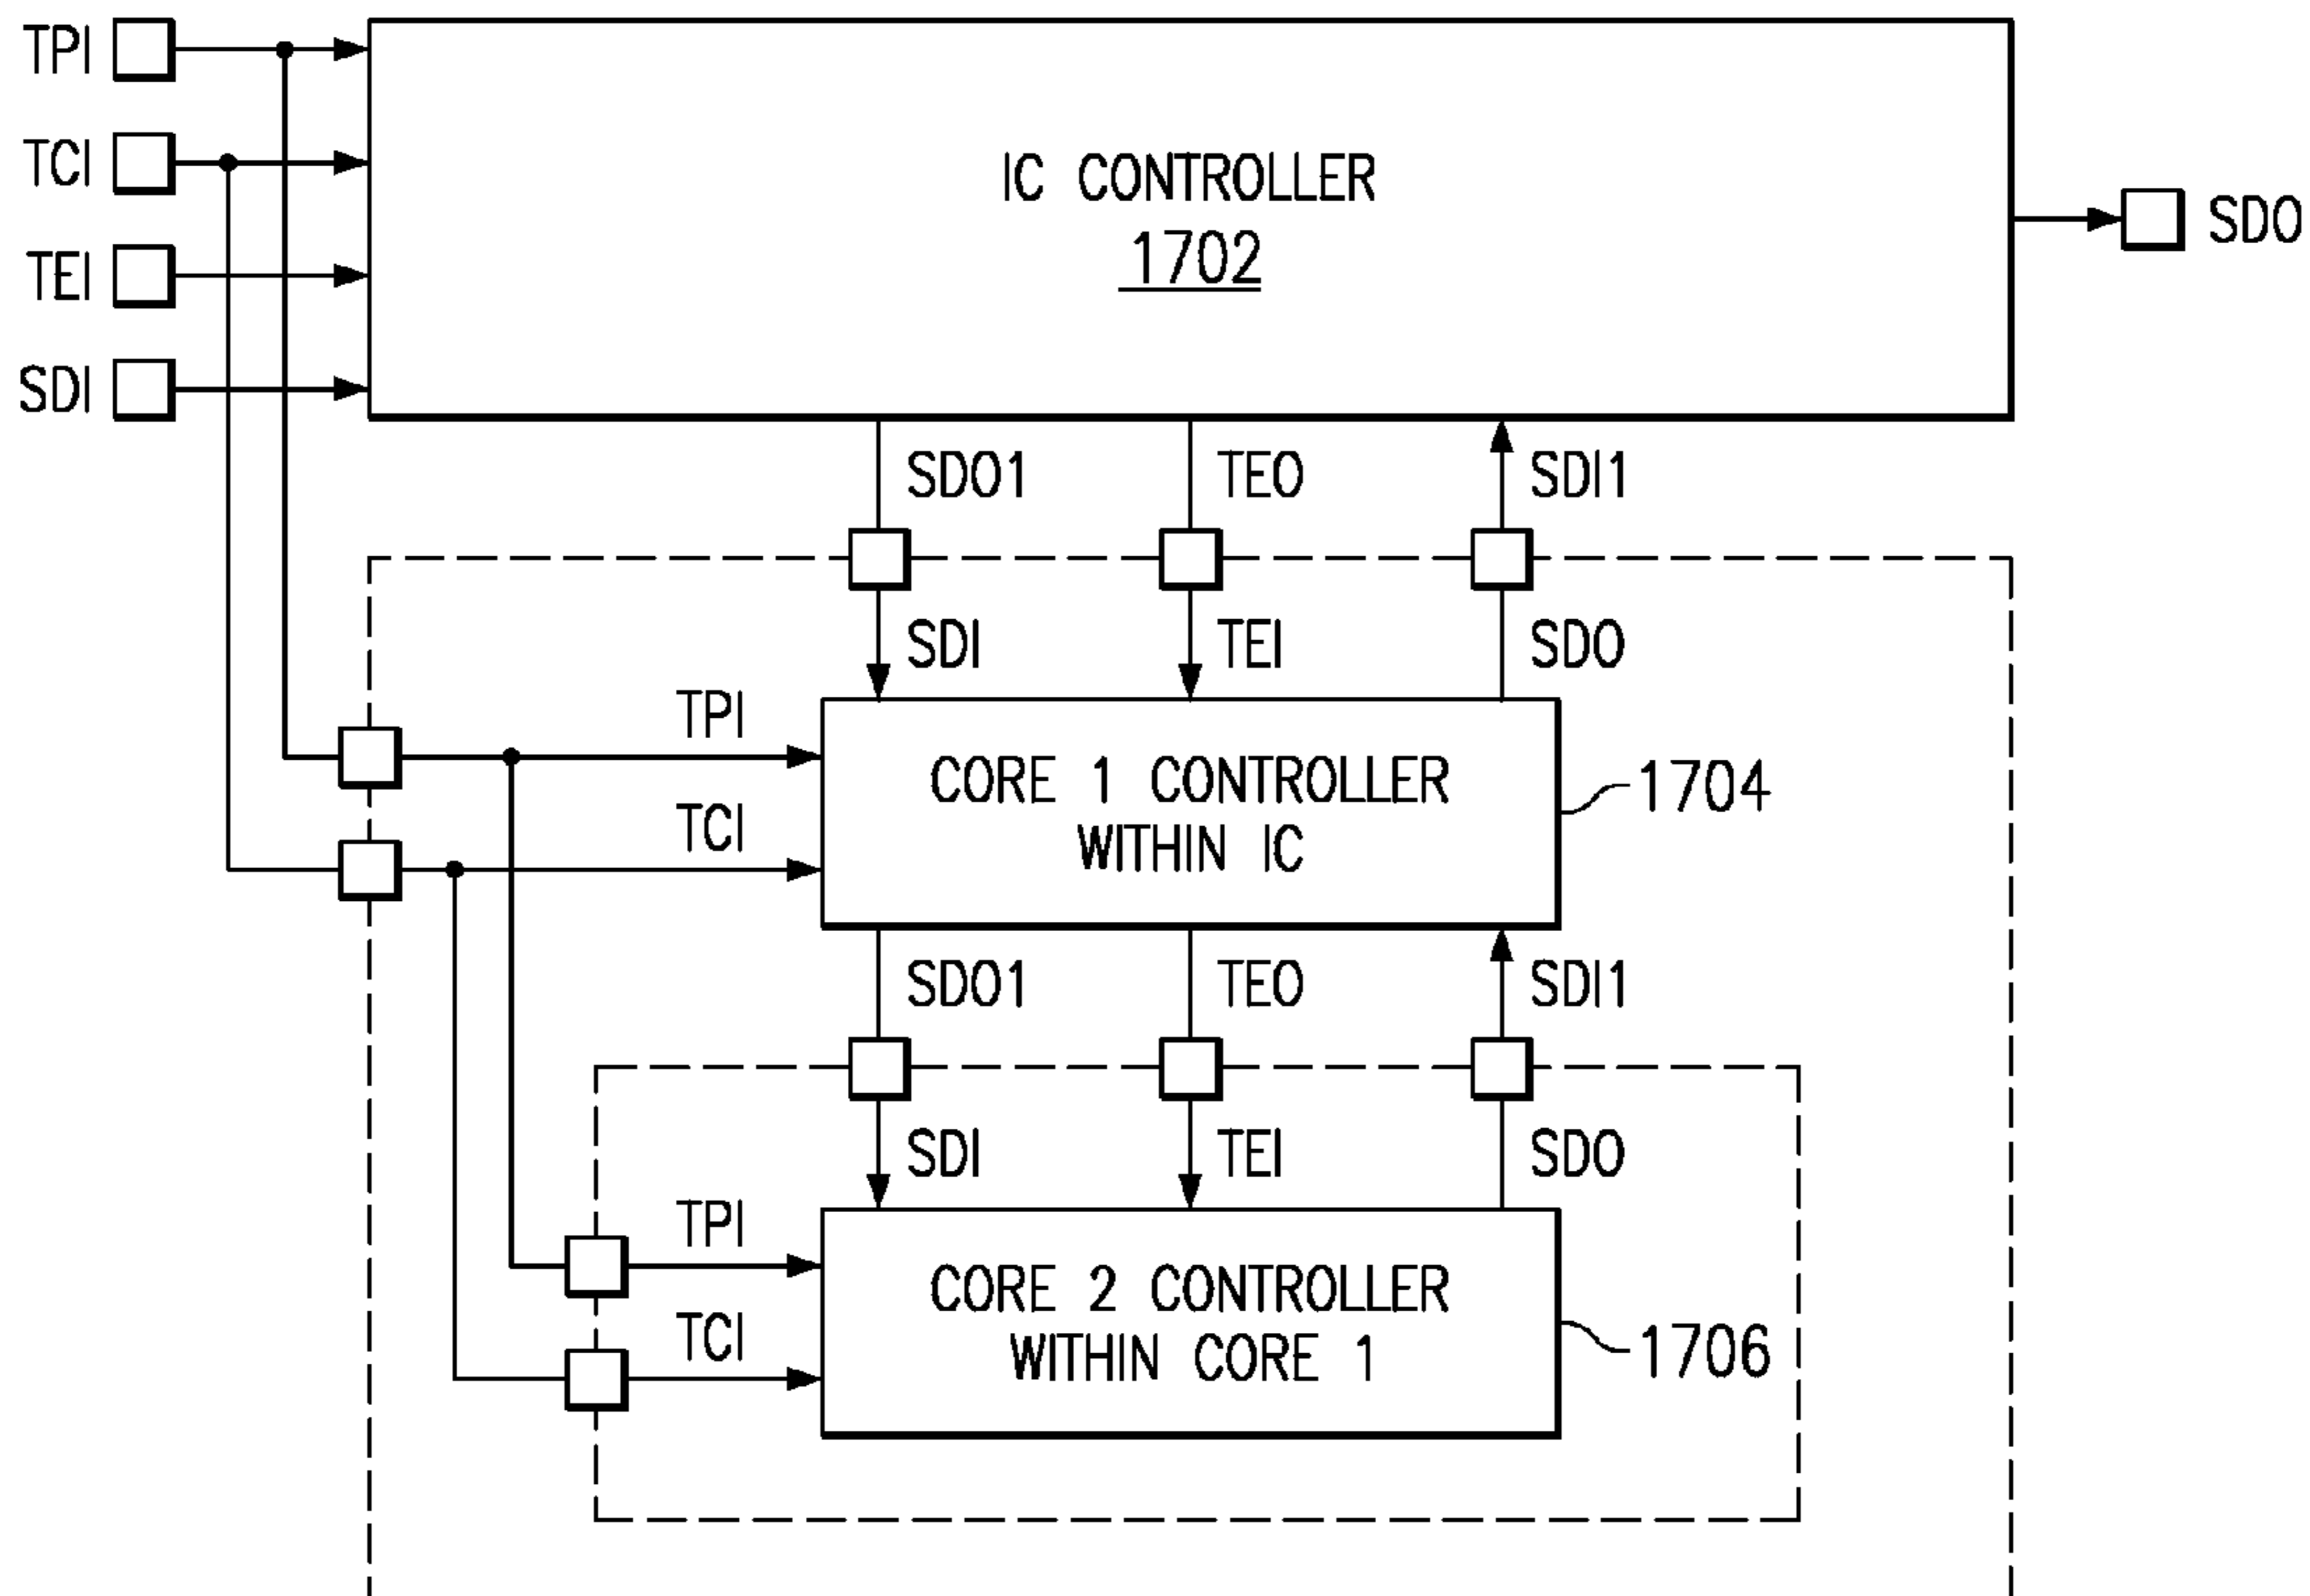 TPI
TCI
TEI
SDI
IC CONTROLLER
1702
SDO
SDO1
TEO
SDI1
SDI
TEI
SDO
TPI
TCI
CORE 1 CONTROLLER
WITHIN IC
1704
SDO1
TEO
SDI1
SDI
TEI
SDO
TPI
TCI
CORE 2 CONTROLLER
WITHIN CORE 1
1706